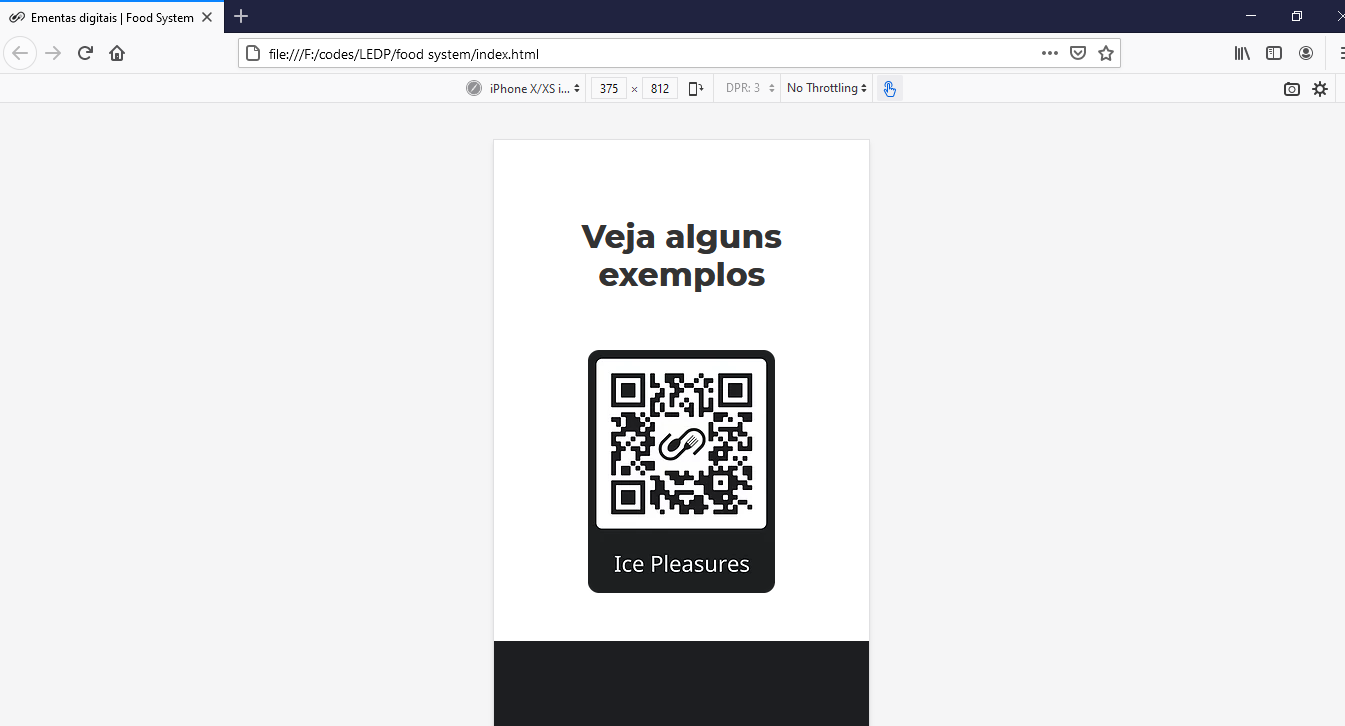 Ementas digitais | Food System
file:///F:/codes/LEDP/food system/index.html
iPhone X/XS i... 375 × 812 DPR: 3 No Throttling
Veja alguns
exemplos
Ice Pleasures